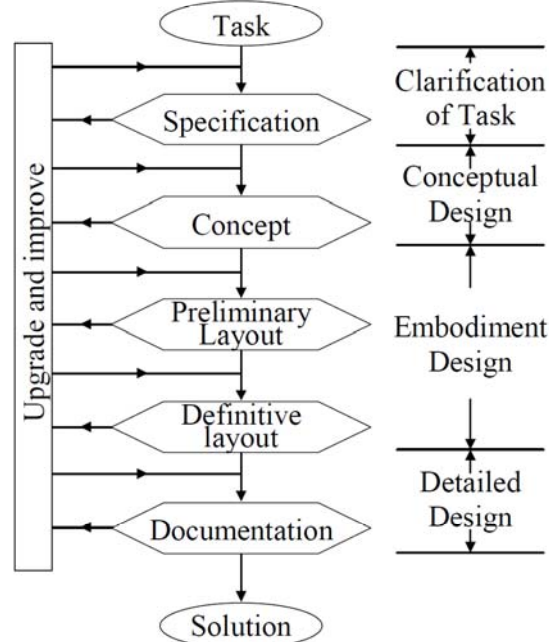 Task
Clarification
of Task
Specification
Conceptual
Design
Concept
Upgrade and improve
Preliminary
Layout
Embodiment
Design
Definitive
layout
Detailed
Design
Documentation
Solution